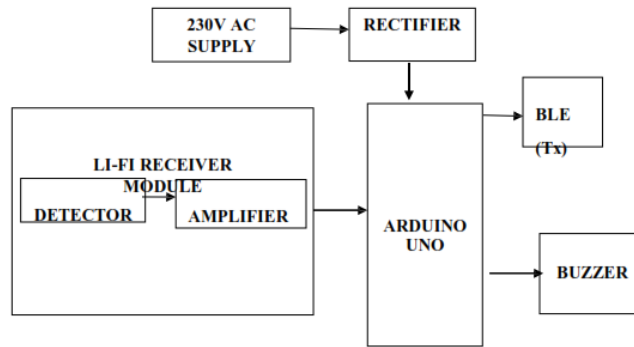 230V AC
SUPPLY
RECTIFIER
BLE
(Tx)
LI-FI RECEIVER
MODULE
DETECTOR
AMPLIFIER
ARDUINO
UNO
BUZZER